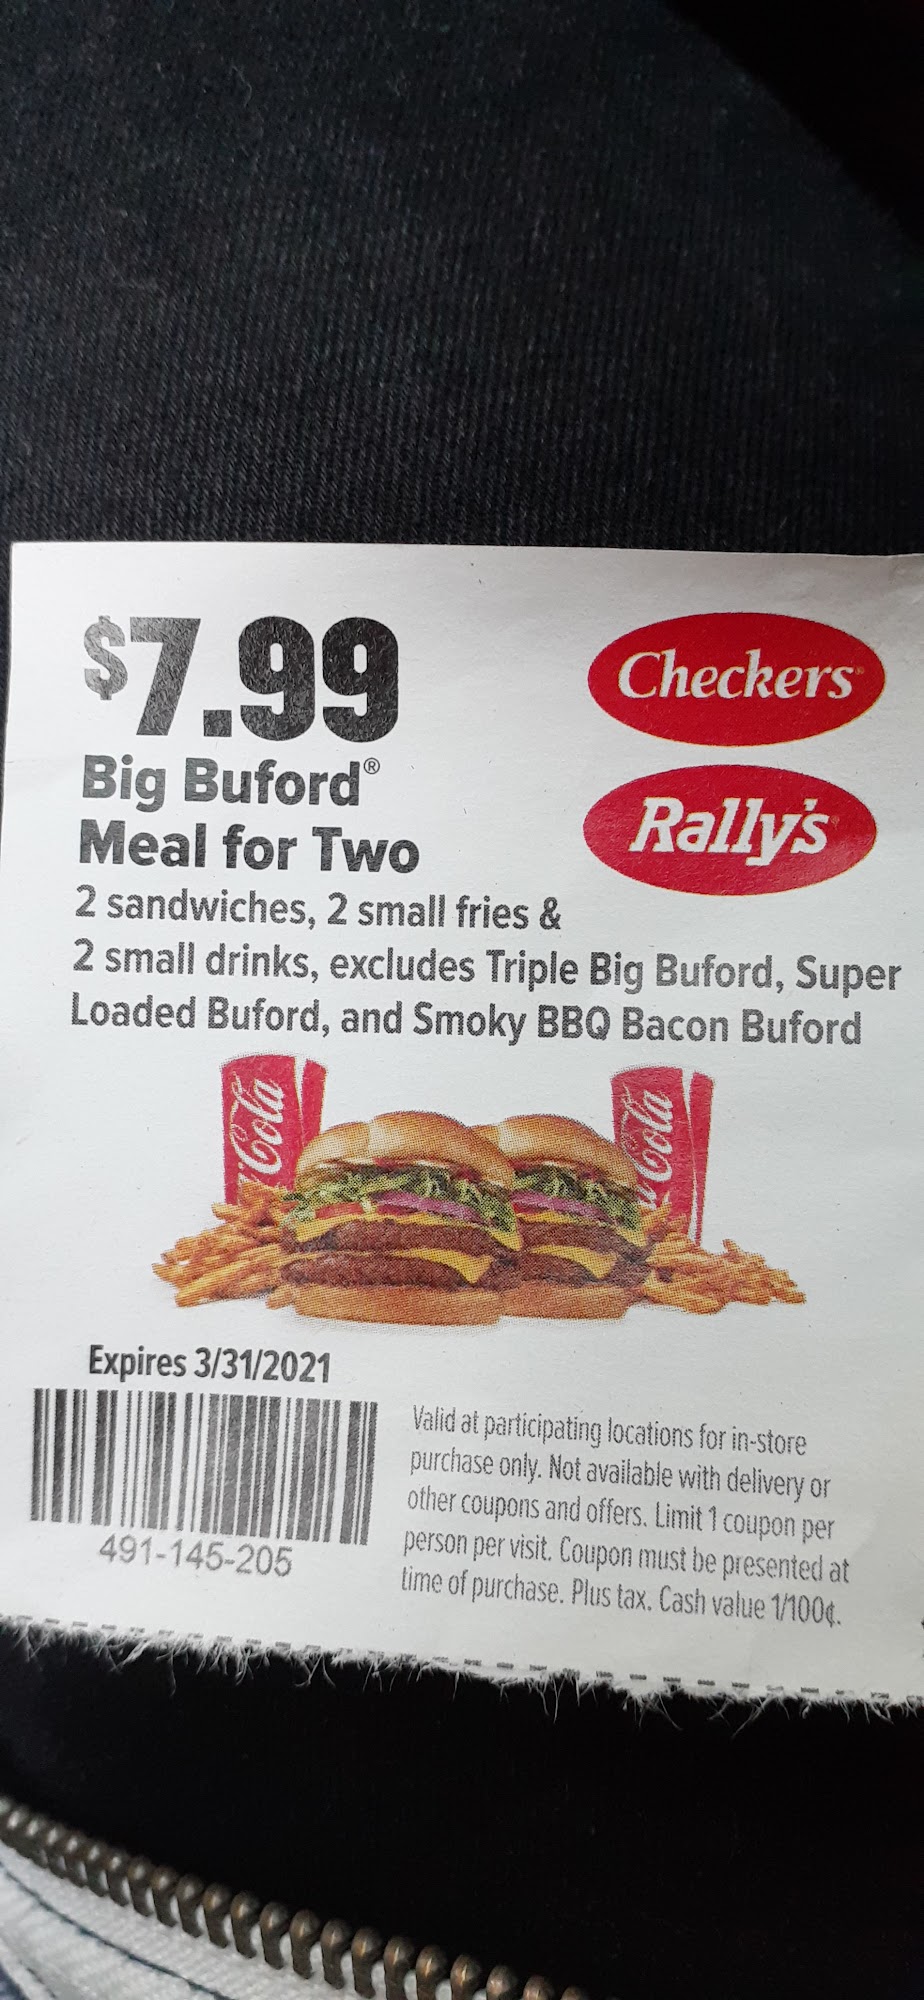 $7.99
Big Buford®
Meal for Two
2 sandwiches, 2 small fries &
2 small drinks, excludes Triple Big Buford, Super
Loaded Buford, and Smoky BBQ Bacon Buford
Checkers
Rally's
Cola
Cola
Expires 3/31/2021
491-145-205
Valid at participating locations for in-store
purchase only. Not available with delivery or
other coupons and offers. Limit 1 coupon per
person per visit. Coupon must be presented at
time of purchase. Plus tax. Cash value 1/100¢.